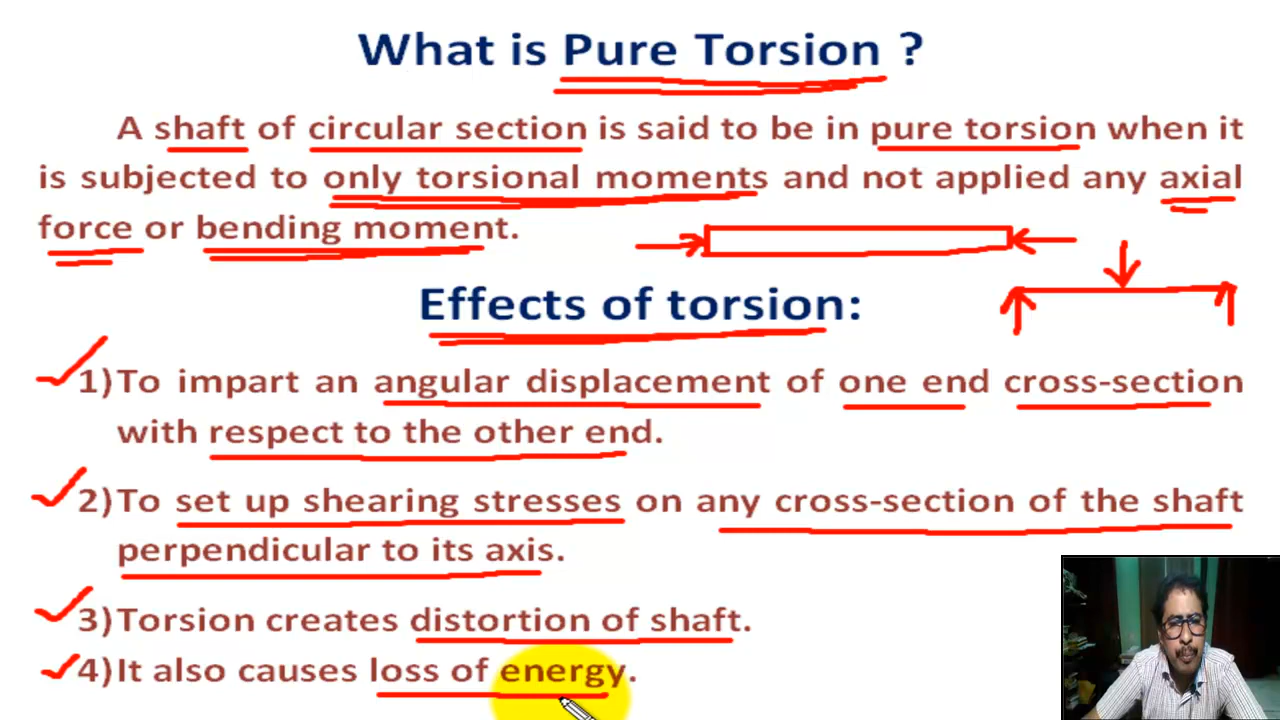 What is Pure Torsion ?
A shaft of circular section is said to be in pure torsion when it
is subjected to only torsional moments and not applied any axial
force or bending moment.
Effects of torsion:
1) To impart an angular displacement of one end cross-section
with respect to the other end.
2) To set up shearing stresses on any cross-section of the shaft
perpendicular to its axis.
3) Torsion creates distortion of shaft.
4) It also causes loss of energy.